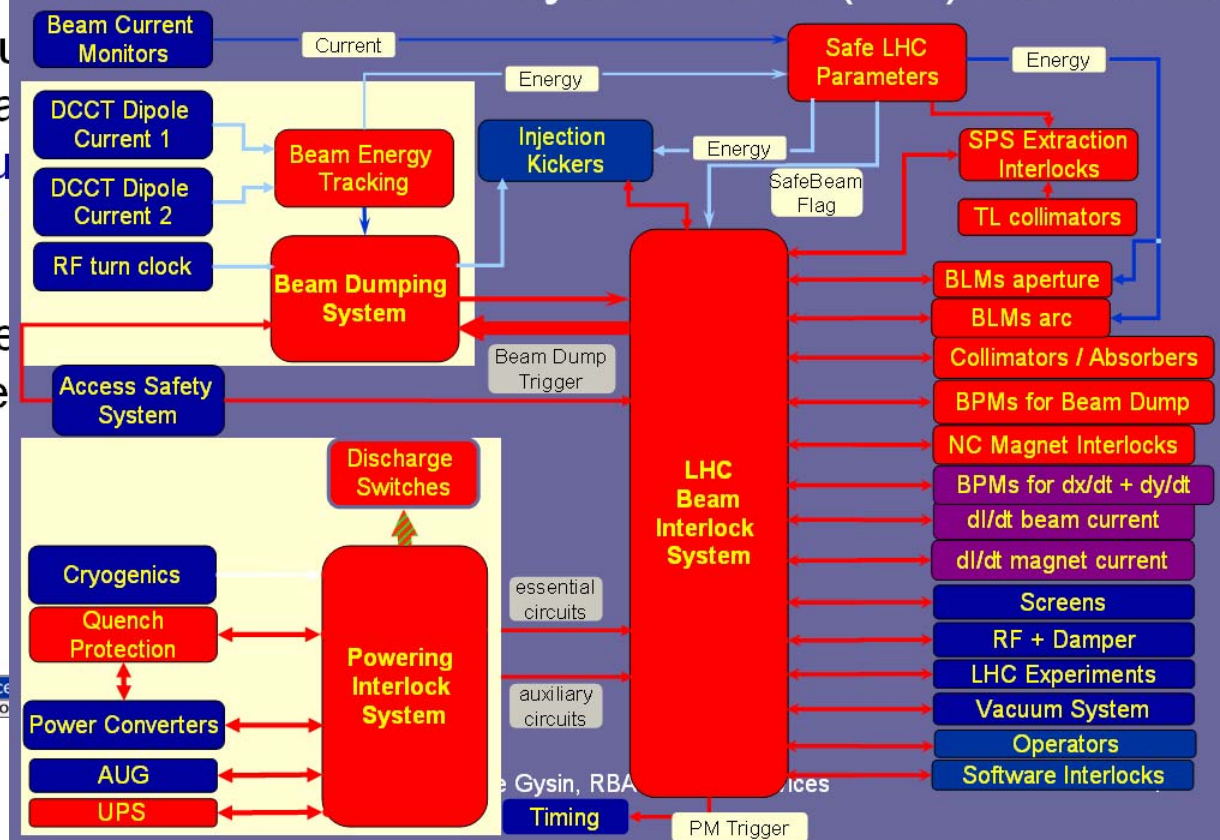 Beam Current
Monitors
Current
Safe LHC
Parameters
Energy
Energy
DCCT Dipole
Current 1
Beam Energy
Tracking
Injection
Kickers
Energy
SPS Extraction
Interlocks
DCCT Dipole
Current 2
SafeBeam
Flag
TL collimators
RF turn clock
Beam Dumping
System
BLMs aperture
BLMs arc
Beam Dump
Trigger
Collimators / Absorbers
Access Safety
System
BPMs for Beam Dump
NC Magnet Interlocks
Discharge
Switches
LHC
Beam
Interlock
System
BPMs for dx/dt + dy/dt
dI/dt beam current
dI/dt magnet current
Cryogenics
essential
circuits
Screens
Quench
Protection
RF + Damper
Powering
Interlock
System
LHC Experiments
auxiliary
circuits
Vacuum System
Power Converters
Operators
AUG
Gysin, RBA
Software Interlocks
UPS
Timing
PM Trigger